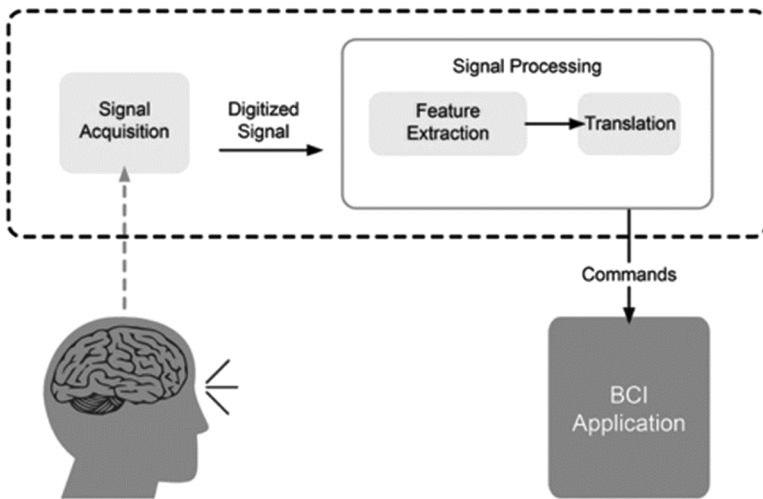 Signal
Acquisition
Digitized
Signal
Signal Processing
Feature
Extraction
Translation
Commands
BCI
Application